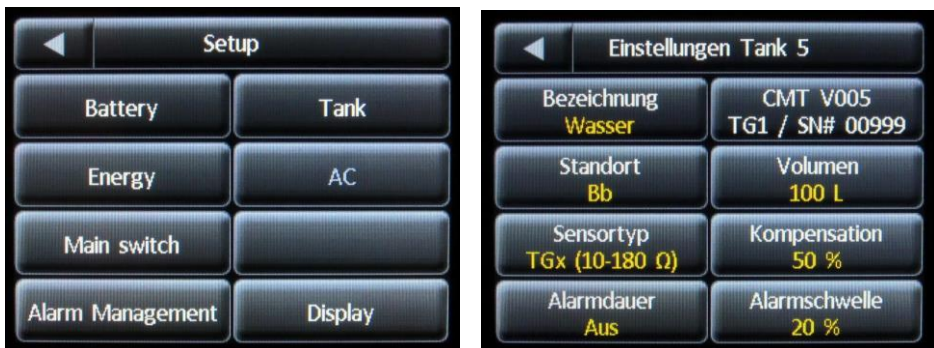 Setup
Battery
Tank
Energy
AC
Main switch
Alarm Management
Display
Einstellungen Tank 5
Bezeichnung
Wasser
CMT V005
TG1 / SN# 00999
Standort
Bb
Volumen
100 L
Sensortyp
TGx (10-180 Ω)
Kompensation
50 %
Alarmdauer
Aus
Alarmschwelle
20 %